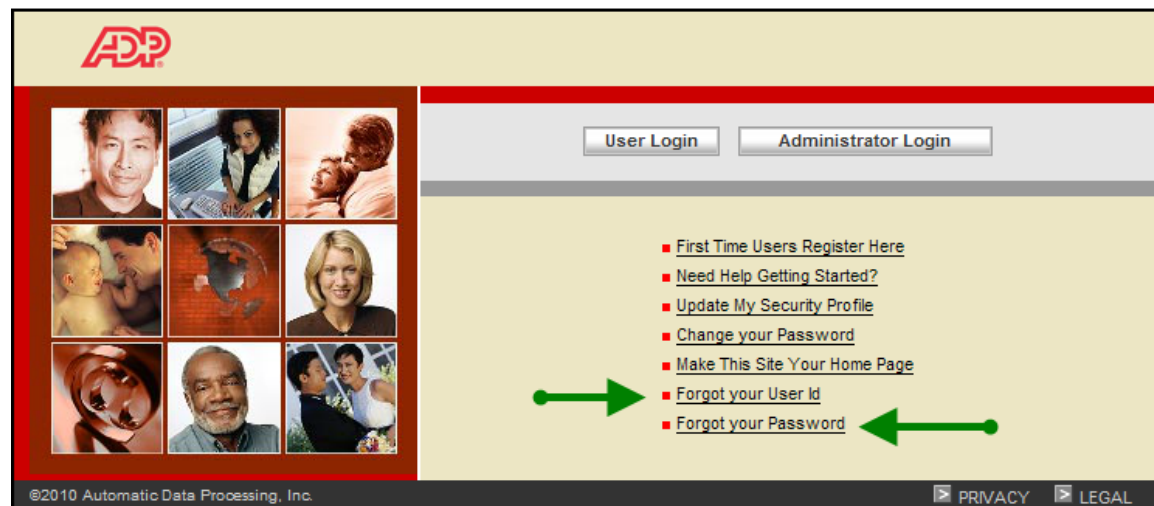 ADP
User Login
Administrator Login
First Time Users Register Here
Need Help Getting Started?
Update My Security Profile
Change your Password
Make This Site Your Home Page
Forgot your User Id
Forgot your Password
©2010 Automatic Data Processing, Inc.
PRIVACY
LEGAL